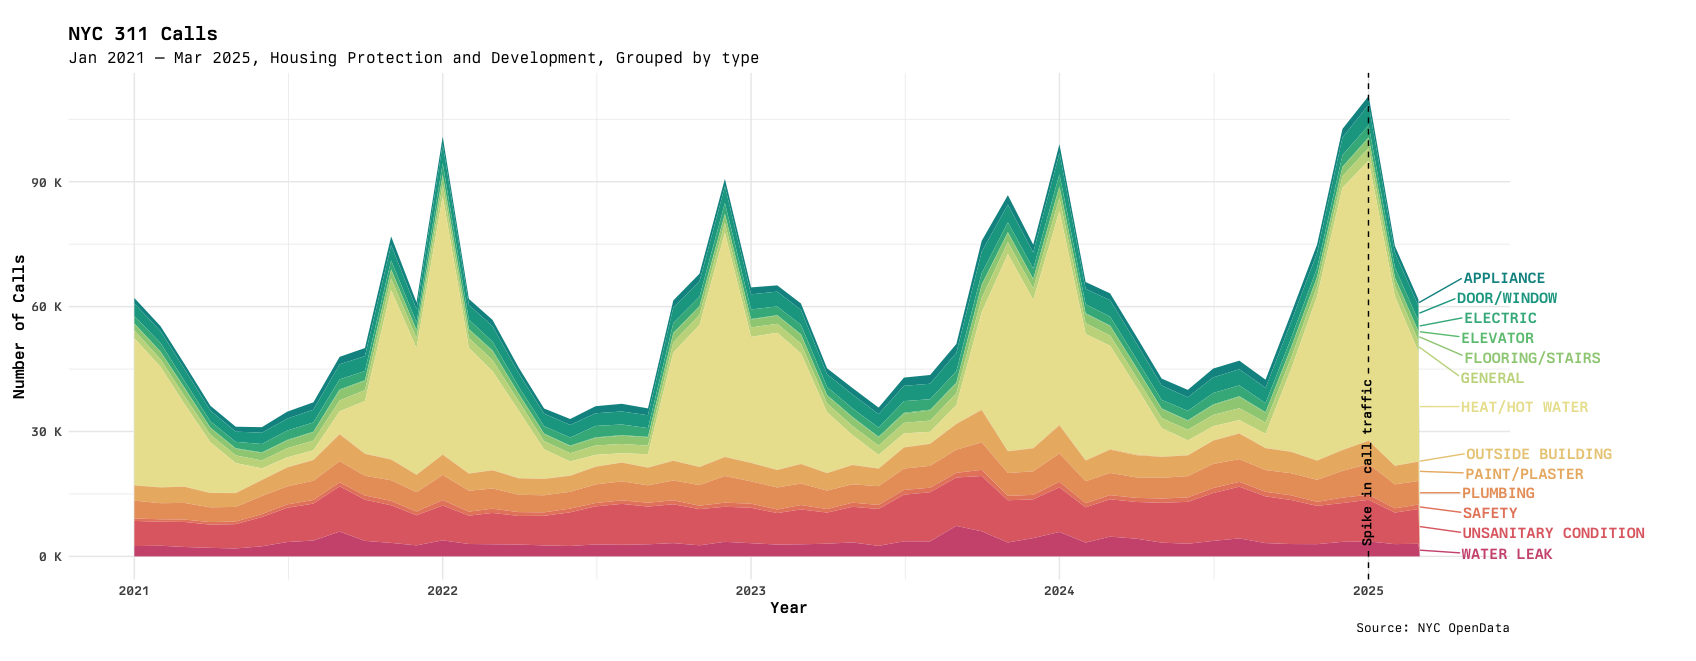 NYC 311 Calls
Jan 2021 – Mar 2025, Housing Protection and Development, Grouped by type
Number of Calls
90 K
60 K
30 K
0 K
Spike in call traffic
APPLIANCE
DOOR/WINDOW
ELECTRIC
ELEVATOR
FLOORING/STAIRS
GENERAL
HEAT/HOT WATER
OUTSIDE BUILDING
PAINT/PLASTER
PLUMBING
SAFETY
UNSANITARY CONDITION
WATER LEAK
2021 2022 2023 2024 2025
Year
Source: NYC OpenData